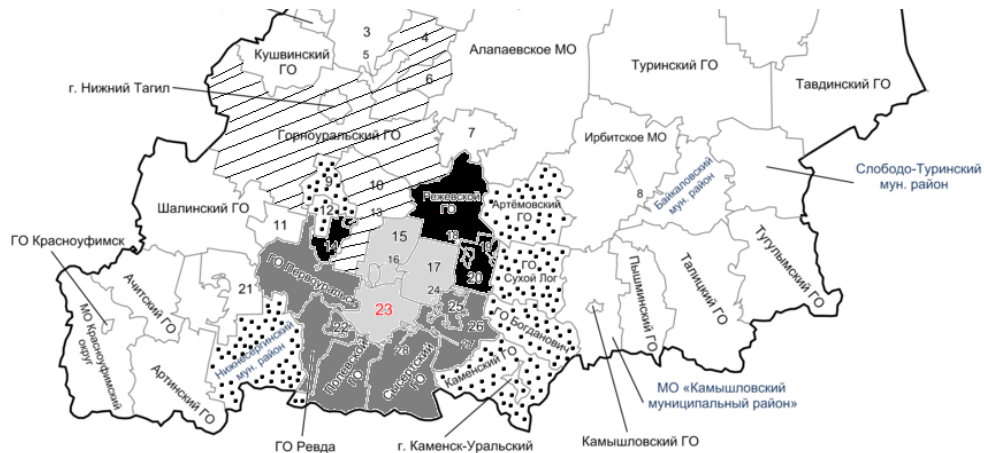 3
4
Кушвинский
ГО
5
Алапаевское МО
Туринский ГО
6
Тавдинский ГО
г. Нижний Тагил
7
Горноуральский ГО
Ирбитское МО
Слободо-Туринский
мун. район
Байкаловский
мун. район
8
9
10
Режевской
ГО
Артёмовский
ГО
Шалинский ГО
12
13
11
14
15
18
19
ГО Красноуфимск
16
17
20
ГО
Сухой Лог
Пышминский ГО
Талицкий ГО
Тугулымский ГО
ГО Первоуральск
Ачитский ГО
21
24
МО Красноуфимский
округ
23
25
22
26
ГО Богданович
Нижнесергинский
мун. район
28
27
Полевской
ГО
Сысертский
ГО
Каменский ГО
Артинский ГО
МО «Камышловский
муниципальный район»
ГО Ревда
г. Каменск-Уральский
Камышловский ГО